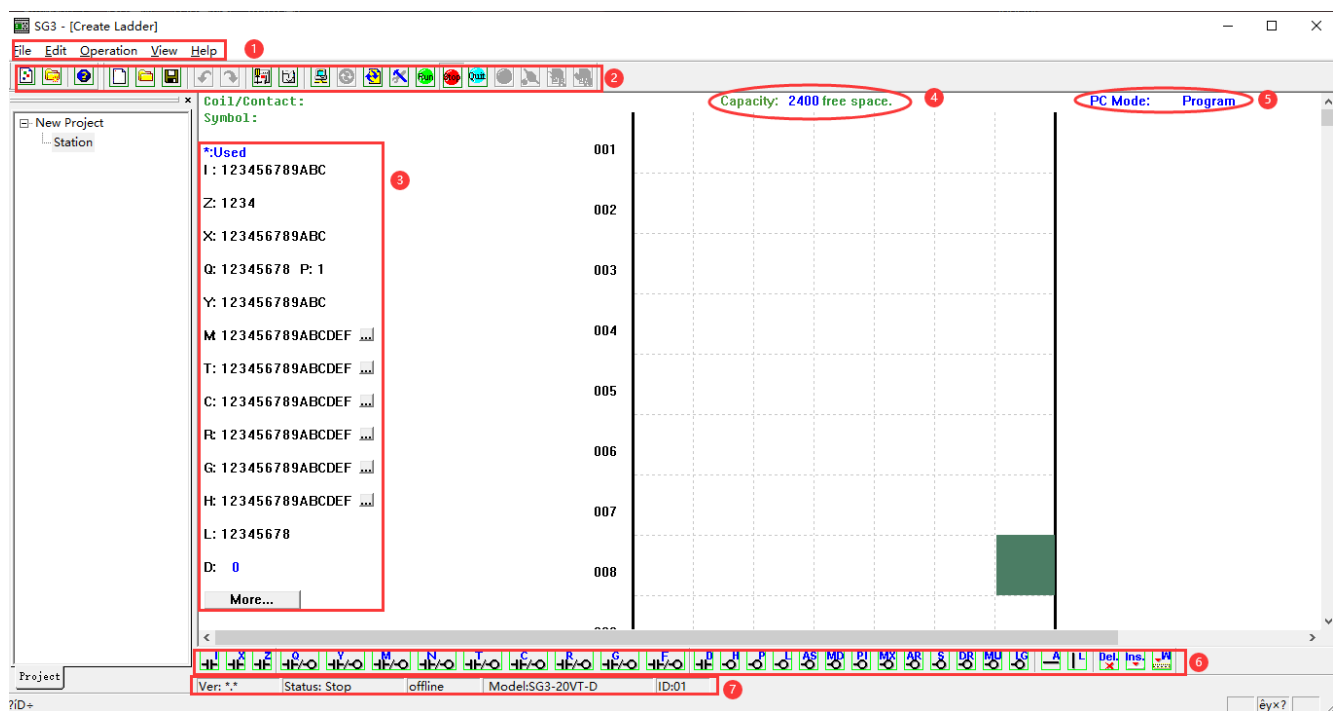 SG3 - [Create Ladder]
File Edit Operation View Help 1
Run Stop Quit 2
Coil/Contact:
Symbol:
Capacity: 2400 free space. 4
PC Mode: Program 5
New Project
Station
*:Used
I : 123456789ABC
3
Z: 1234
X: 123456789ABC
Q: 12345678 P: 1
Y: 123456789ABC
M: 123456789ABCDEF ...
T: 123456789ABCDEF ...
C: 123456789ABCDEF ...
R: 123456789ABCDEF ...
G: 123456789ABCDEF ...
H: 123456789ABCDEF ...
L: 12345678
D: 0
More...
001
002
003
004
005
006
007
008
I X Z Q Y M N T C R G F D H P L AS MD PI MX AR S DR MU LG A L Del. Ins. W 6
Project
Ver: *.* Status: Stop offline Model:SG3-20VT-D ID:01 7
?íD÷ êy×?